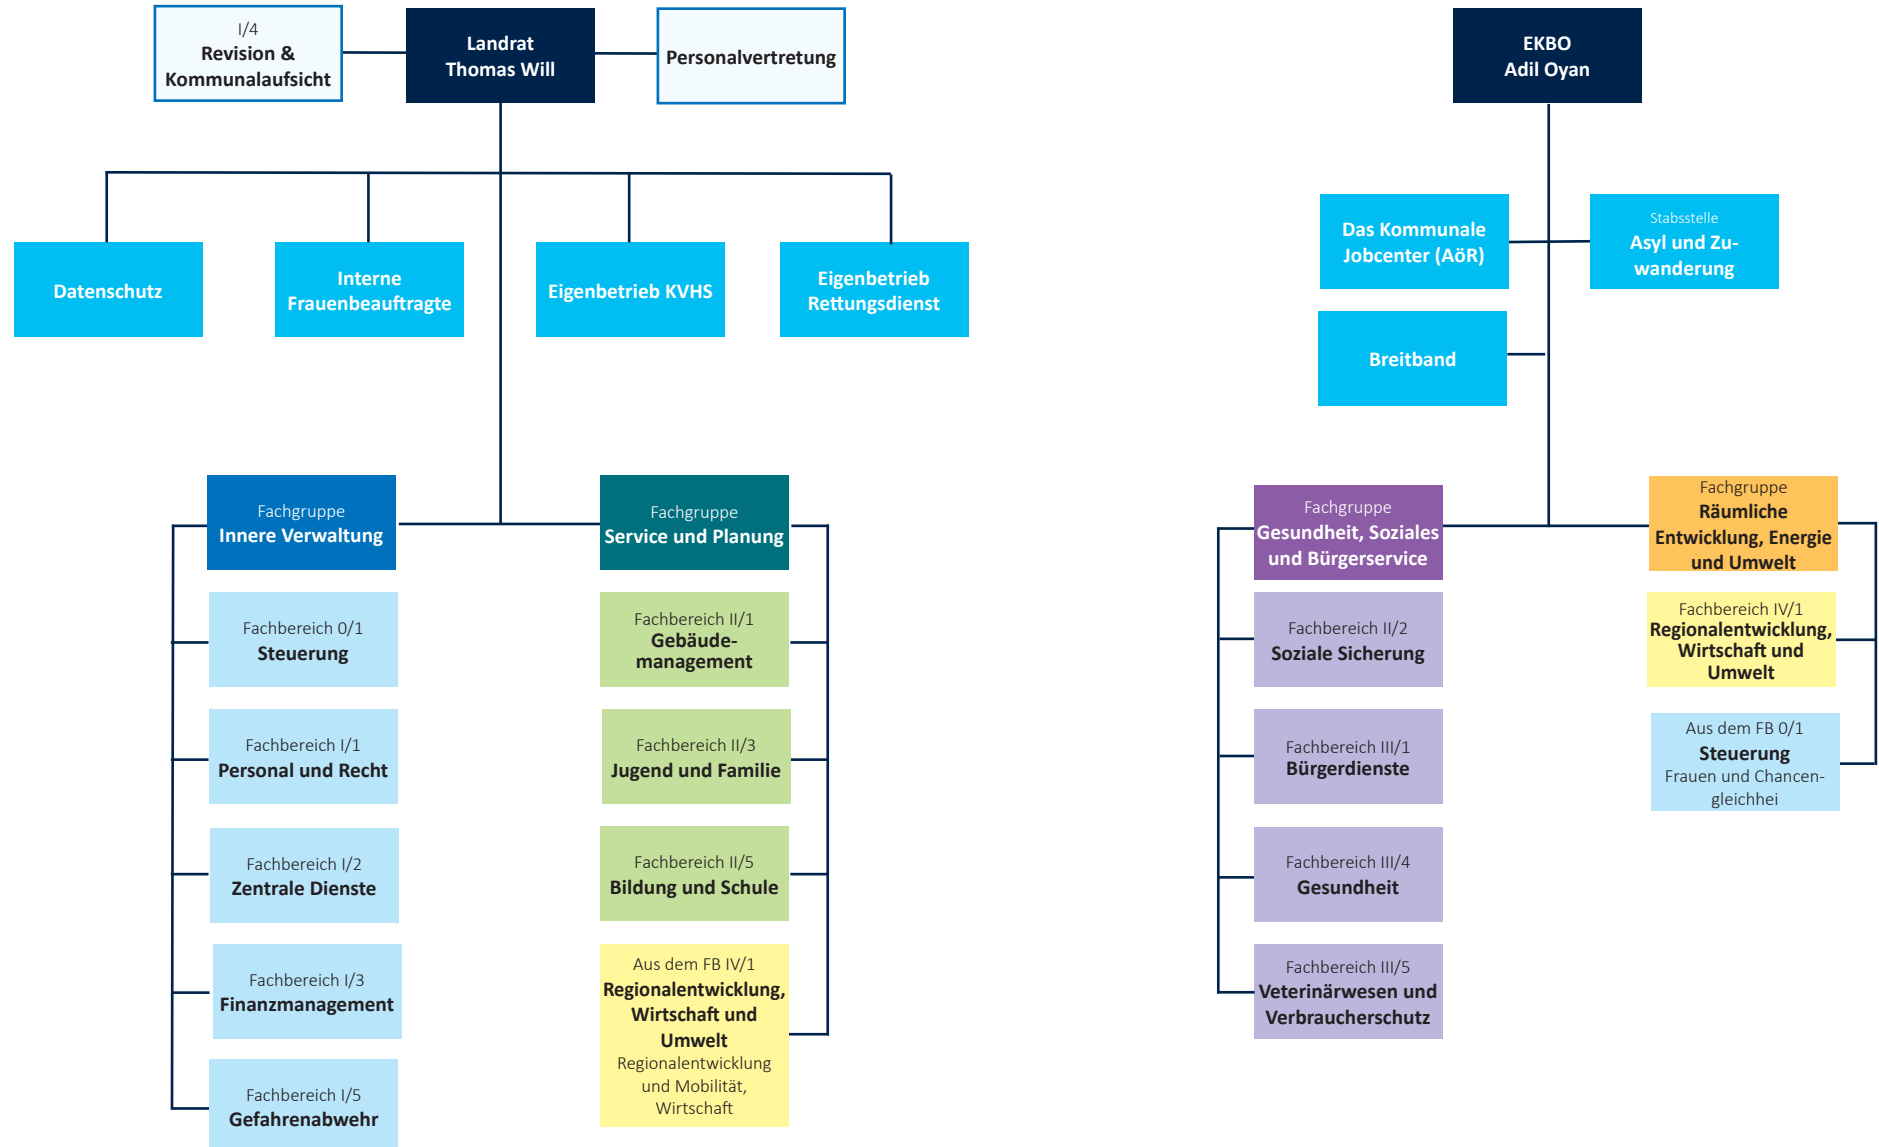 I/4
Revision &
Kommunalaufsicht
Landrat
Thomas Will
Personalvertretung
EKBO
Adil Oyan
Datenschutz
Interne
Frauenbeauftragte
Eigenbetrieb KVHS
Eigenbetrieb
Rettungsdienst
Das Kommunale
Jobcenter (AöR)
Stabsstelle
Asyl und Zu-
wanderung
Breitband
Fachgruppe
Innere Verwaltung
Fachbereich 0/1
Steuerung
Fachbereich I/1
Personal und Recht
Fachbereich I/2
Zentrale Dienste
Fachbereich I/3
Finanzmanagement
Fachbereich I/5
Gefahrenabwehr
Fachgruppe
Service und Planung
Fachbereich II/1
Gebäude-
management
Fachbereich II/3
Jugend und Familie
Fachbereich II/5
Bildung und Schule
Aus dem FB IV/1
Regionalentwicklung,
Wirtschaft und
Umwelt
Regionalentwicklung
und Mobilität,
Wirtschaft
Fachgruppe
Gesundheit, Soziales
und Bürgerservice
Fachbereich II/2
Soziale Sicherung
Fachbereich III/1
Bürgerdienste
Fachbereich III/4
Gesundheit
Fachbereich III/5
Veterinärwesen und
Verbraucherschutz
Fachgruppe
Räumliche
Entwicklung, Energie
und Umwelt
Fachbereich IV/1
Regionalentwicklung,
Wirtschaft und
Umwelt
Aus dem FB 0/1
Steuerung
Frauen und Chancen-
gleichhei